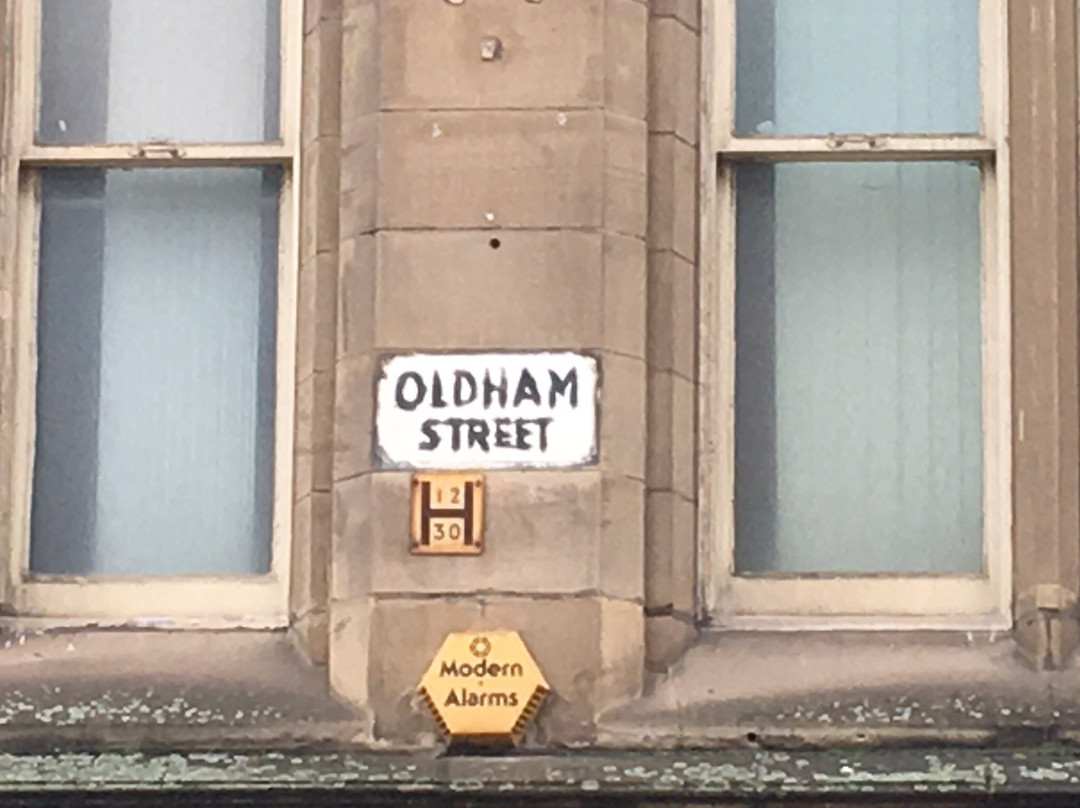 OLDHAM
STREET
12
H
30
Modern
Alarms